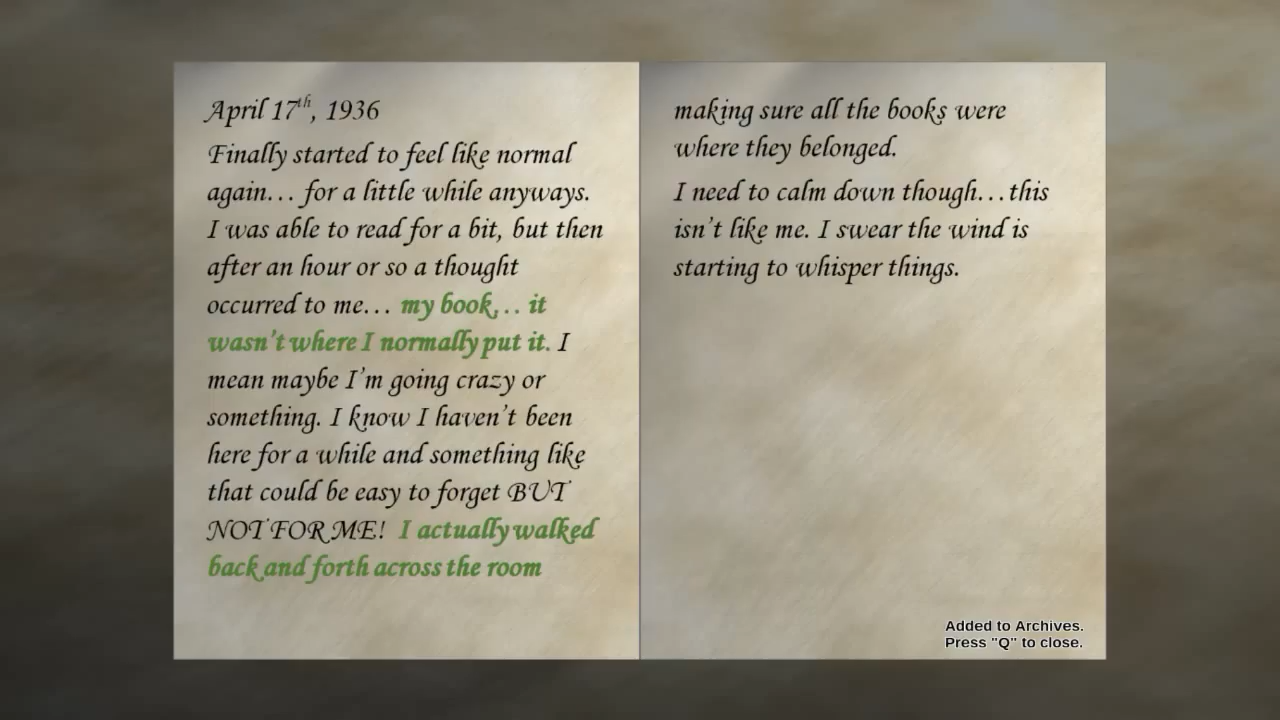 April 17th, 1936
Finally started to feel like normal
again… for a little while anyways.
I was able to read for a bit, but then
after an hour or so a thought
occurred to me… my book… it
wasn't where I normally put it. I
mean maybe I'm going crazy or
something. I know I haven't been
here for a while and something like
that could be easy to forget BUT
NOT FOR ME! I actually walked
back and forth across the room
making sure all the books were
where they belonged.
I need to calm down though…this
isn't like me. I swear the wind is
starting to whisper things.
Added to Archives.
Press "Q" to close.